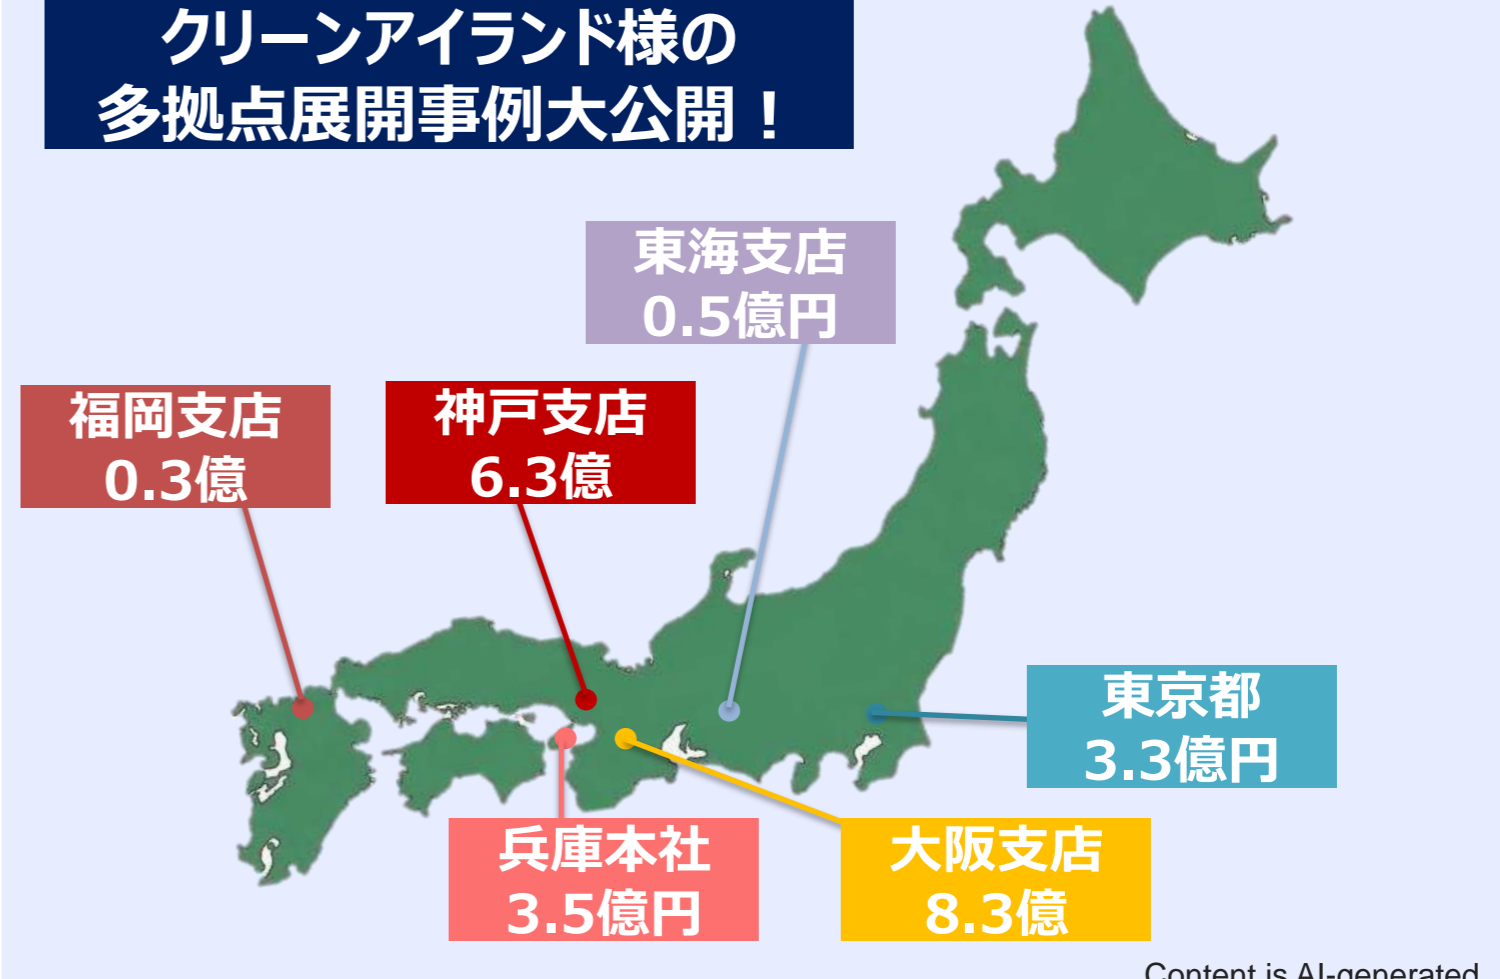 クリーンアイランド様の
多拠点展開事例大公開！
東海支店
0.5億円
福岡支店
0.3億
神戸支店
6.3億
東京都
3.3億円
兵庫本社
3.5億円
大阪支店
8.3億
Content is AI-generated